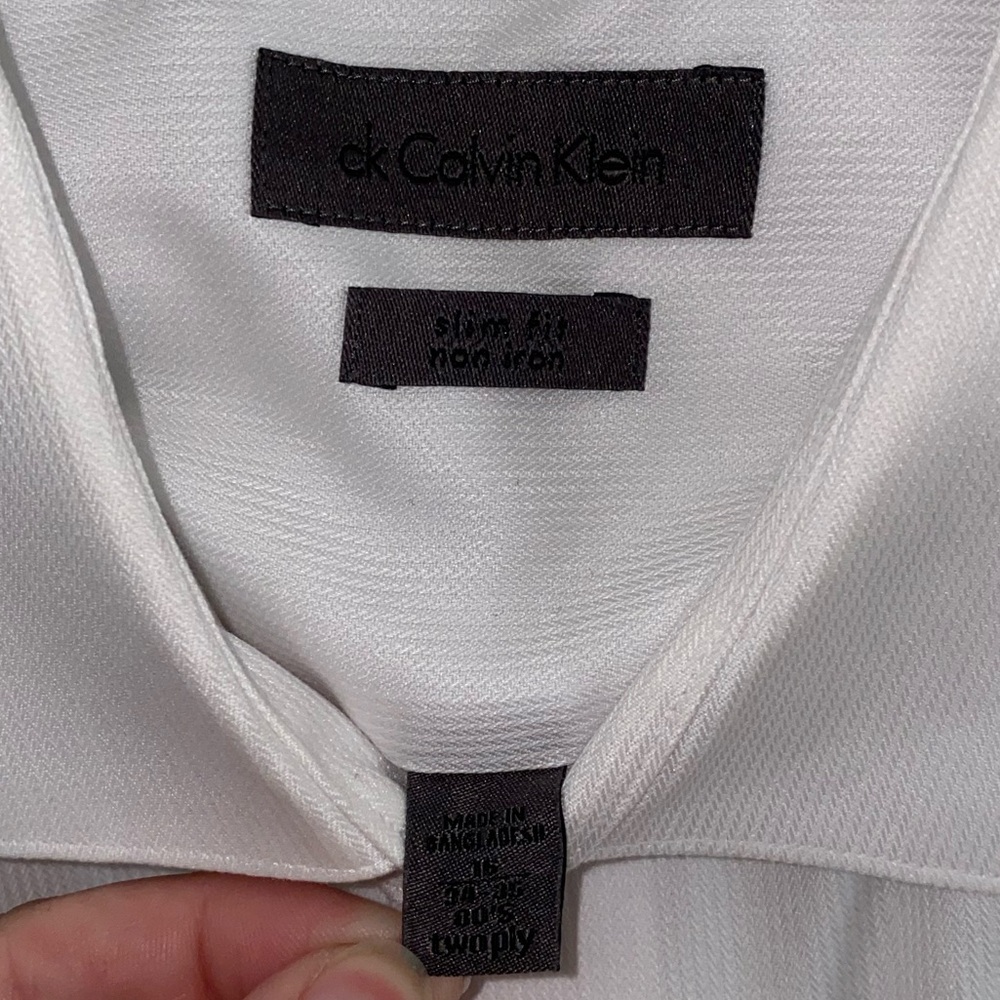 ck Calvin Klein
slim fit
non iron
MADE IN
BANGLADESH
16
34-35
80'S
two ply